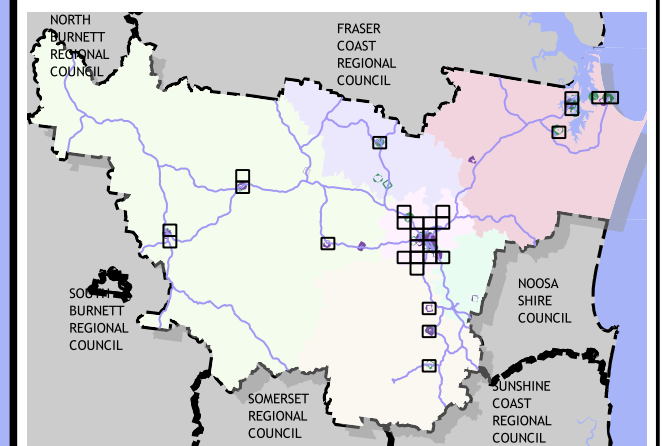 NORTH
BURNETT
REGIONAL
COUNCIL
FRASER
COAST
REGIONAL
COUNCIL
SOUTH
BURNETT
REGIONAL
COUNCIL
NOOSA
SHIRE
COUNCIL
SOMERSET
REGIONAL
COUNCIL
SUNSHINE
COAST
REGIONAL
COUNCIL